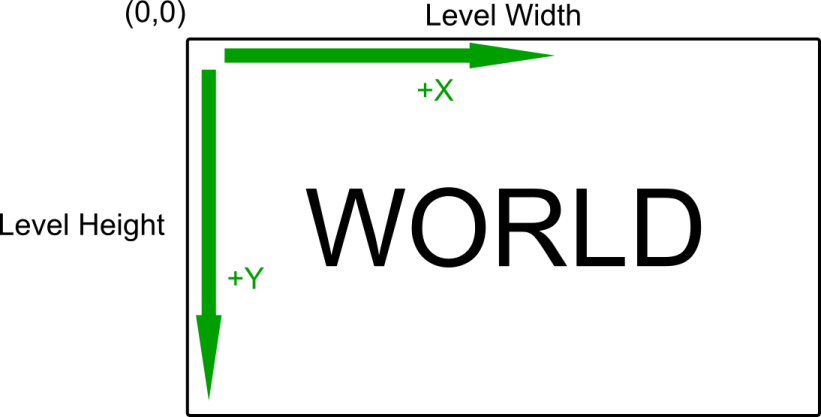 (0,0)
Level Width
+X
WORLD
Level Height
+Y